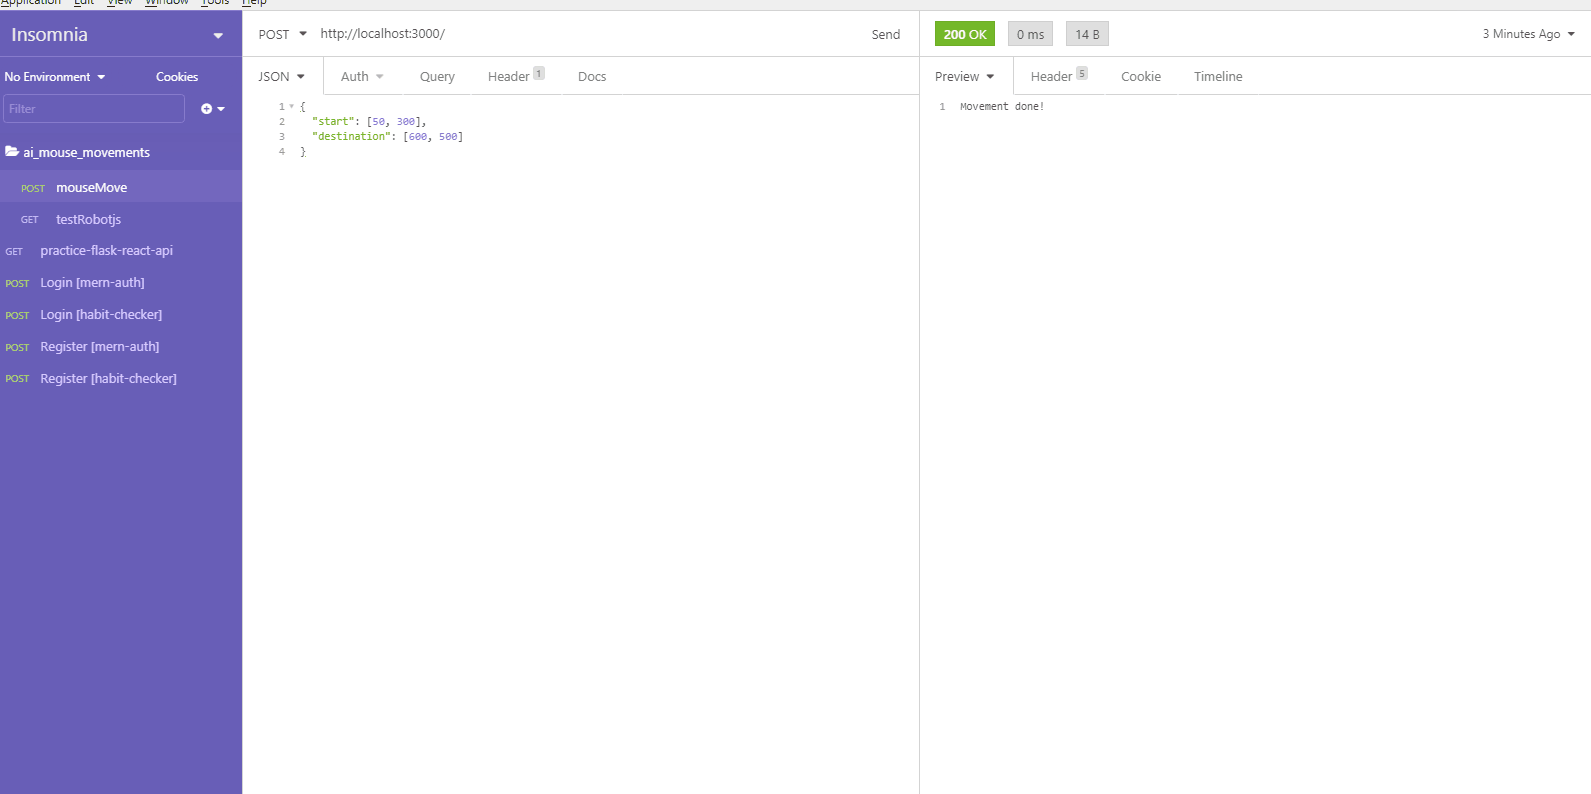 Application Edit View Window Tools Help
Insomnia
No Environment Cookies
Filter
ai_mouse_movements
POST mouseMove
GET testRobotjs
GET practice-flask-react-api
POST Login [mern-auth]
POST Login [habit-checker]
POST Register [mern-auth]
POST Register [habit-checker]
POST http://localhost:3000/ Send
JSON Auth Query Header 1 Docs
1 {
2 "start": [50, 300],
3 "destination": [600, 500]
4 }
200 OK 0 ms 14 B 3 Minutes Ago
Preview Header 5 Cookie Timeline
1 Movement done!